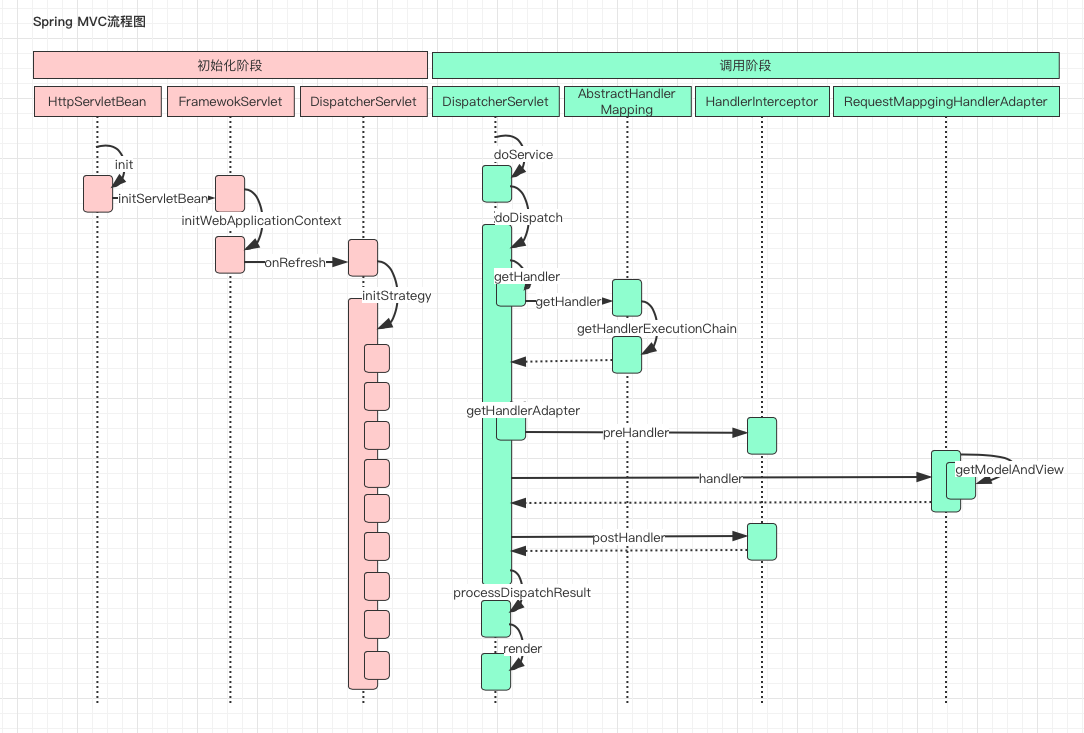 Spring MVC流程图
初始化阶段
调用阶段
HttpServletBean
FramewokServlet
DispatcherServlet
DispatcherServlet
AbstractHandler
Mapping
HandlerInterceptor
RequestMappgingHandlerAdapter
init
doService
initServletBean
initWebApplicationContext
doDispatch
onRefresh
getHandler
initStrategy
getHandler
getHandlerExecutionChain
getHandlerAdapter
preHandler
getModelAndView
handler
postHandler
processDispatchResult
render